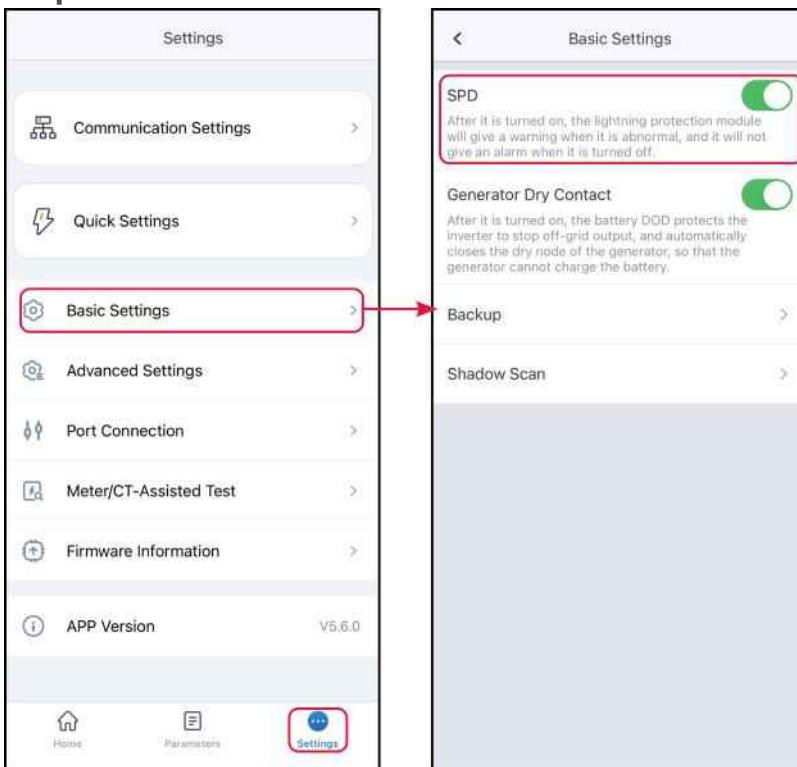 Settings
Communication Settings
Quick Settings
Basic Settings
Advanced Settings
Port Connection
Meter/CT-Assisted Test
Firmware Information
APP Version V5.6.0
Home Parameters Settings
Basic Settings
SPD
After it is turned on, the lightning protection module
will give a warning when it is abnormal, and it will not
give an alarm when it is turned off.
Generator Dry Contact
After it is turned on, the battery DOD protects the
inverter to stop off-grid output, and automatically
closes the dry node of the generator, so that the
generator cannot charge the battery.
Backup
Shadow Scan